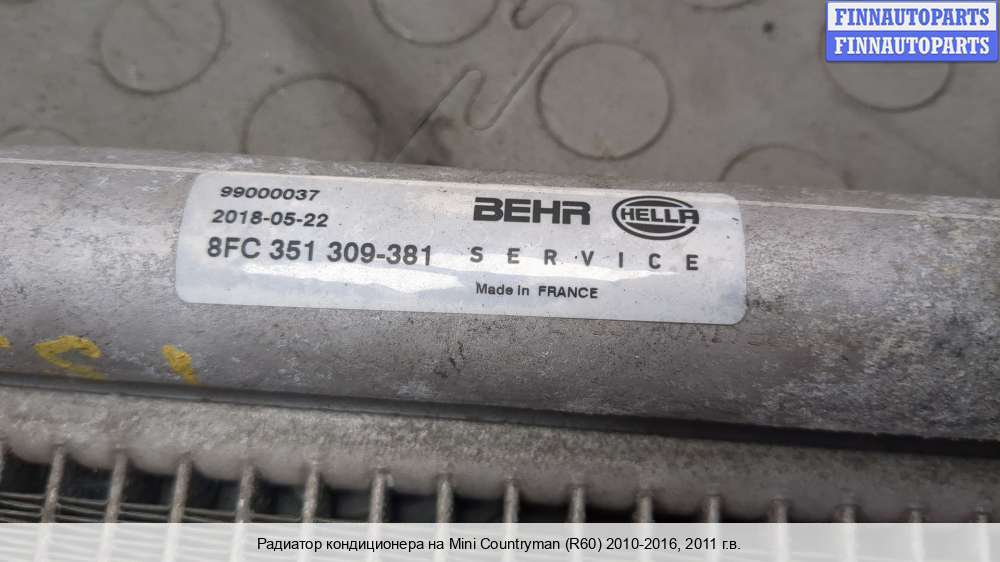 FINNAUTOPARTS
FINNAUTOPARTS
99000037
2018-05-22
8FC 351 309-381
BEHR HELLA
SERVICE
Made in FRANCE
Радиатор кондиционера на Mini Countryman (R60) 2010-2016, 2011 г.в.